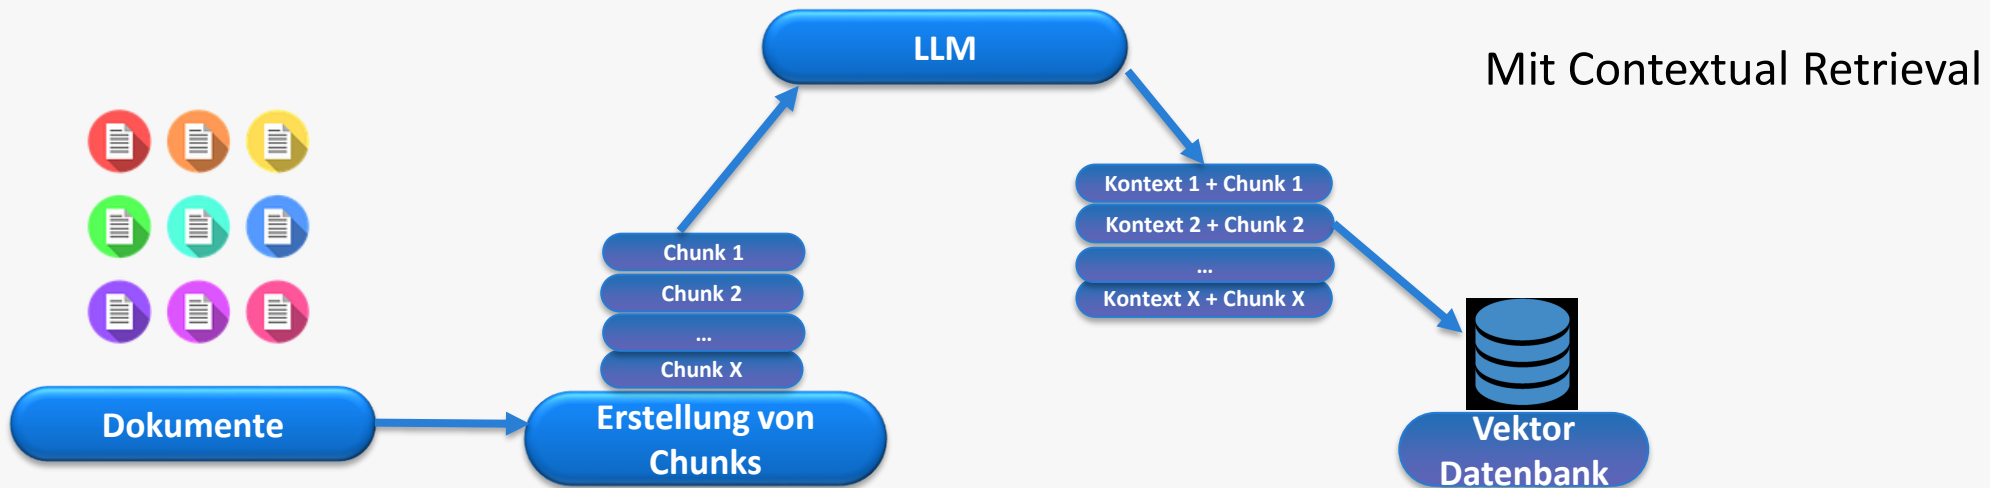 LLM
Mit Contextual Retrieval
Kontext 1 + Chunk 1
Kontext 2 + Chunk 2
...
Kontext X + Chunk X
Chunk 1
Chunk 2
...
Chunk X
Dokumente
Erstellung von
Chunks
Vektor
Datenbank